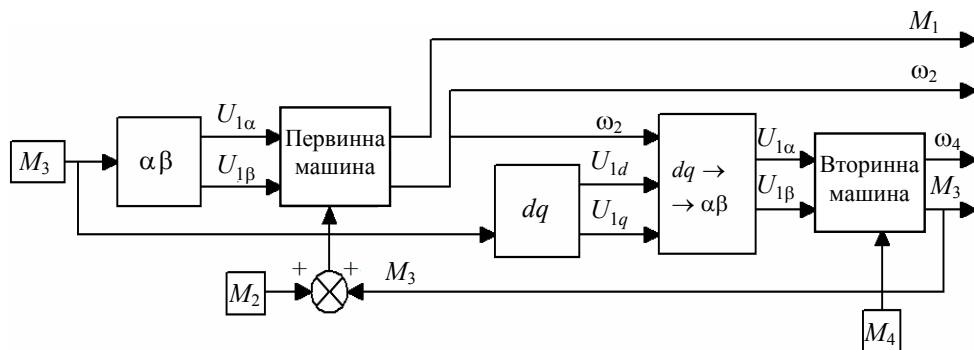 M₁
ω₂
U₁α
Первинна
машина
ω₂
U₁α
ω₄
M₃
αβ
U₁β
U₁d
dq →
→ αβ
U₁β
Вторинна
машина
M₃
dq
U₁q
+
+
M₃
M₂
M₄